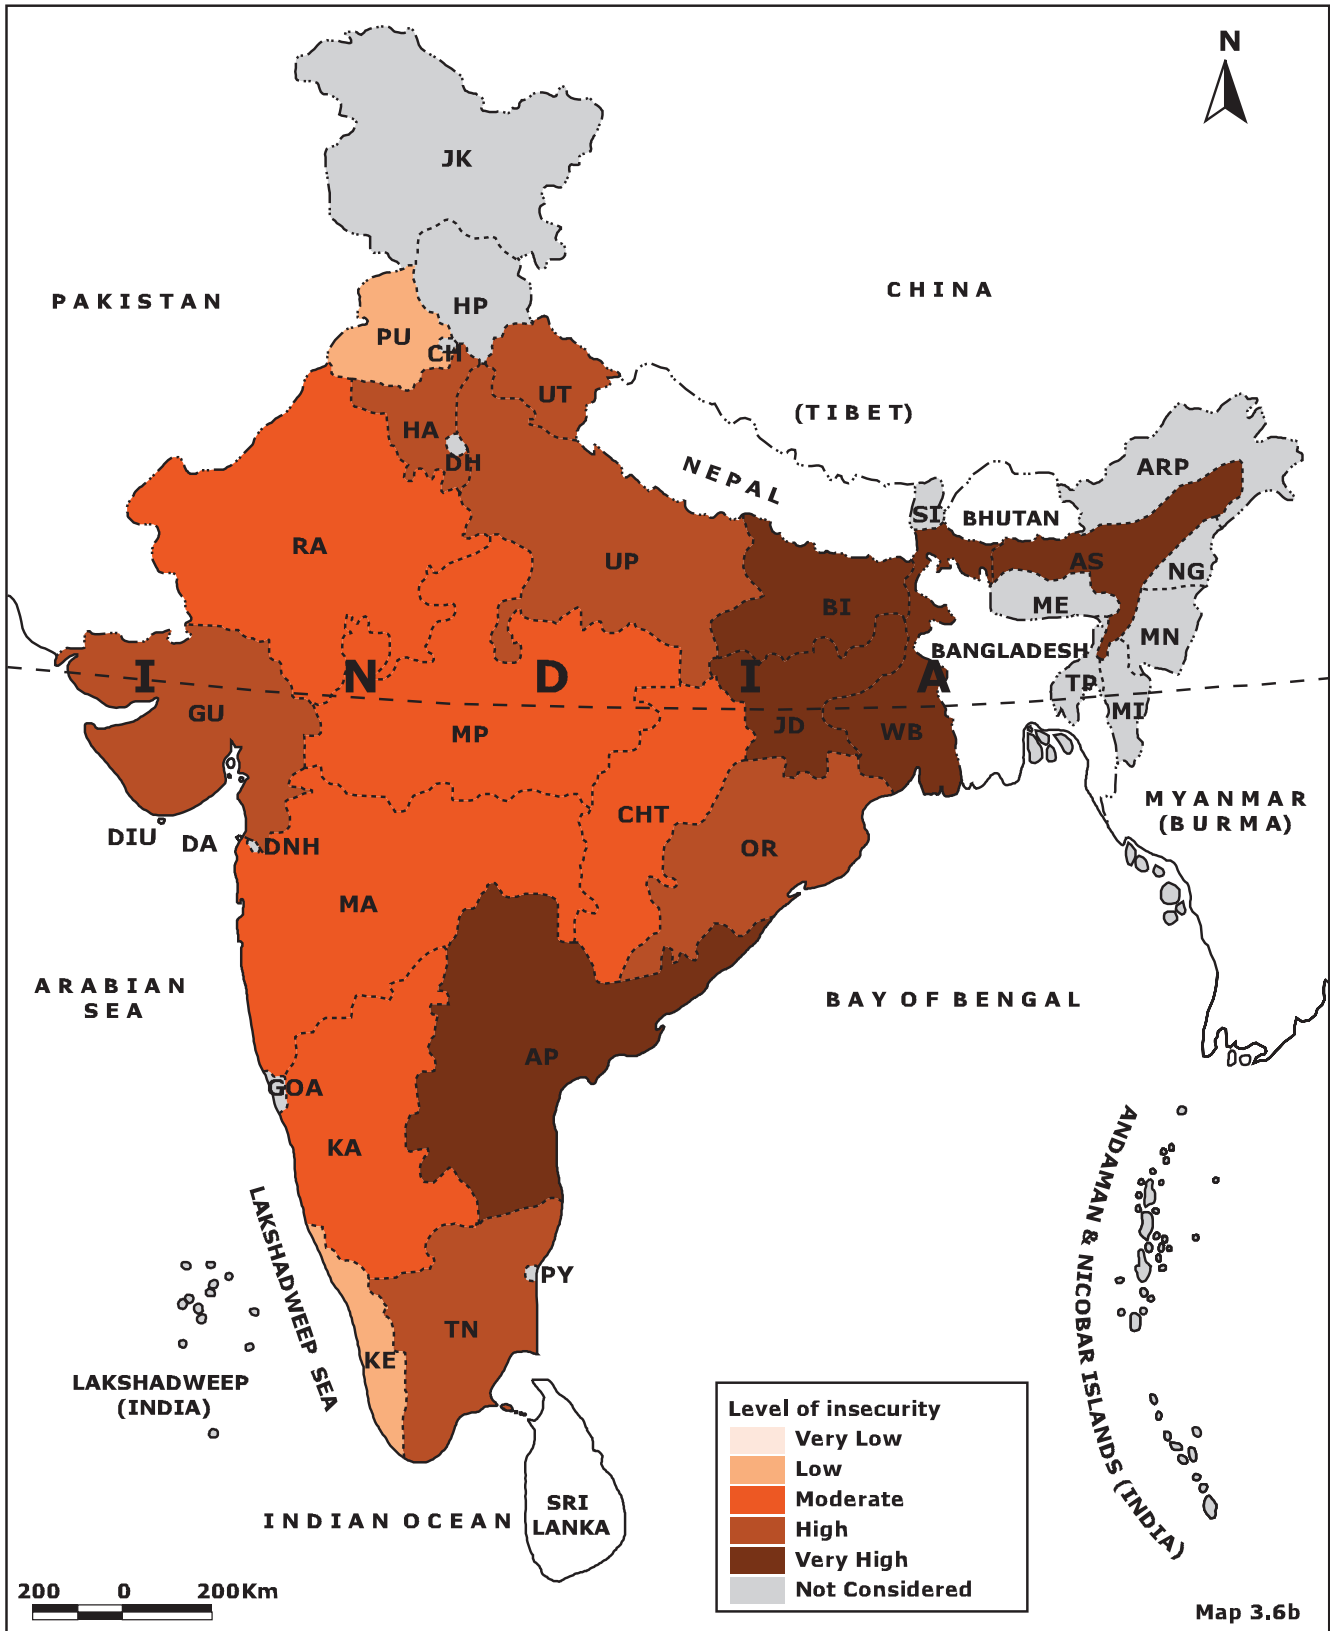 N
JK
PAKISTAN
CHINA
HP
PU
CH
UT
(TIBET)
HA
DH
NEPAL
ARP
SI
BHUTAN
RA
UP
AS
NG
BI
ME
MN
BANGLADESH
I N D I A
TP
MI
GU
MP
JD
WB
CHT
MYANMAR
(BURMA)
DIU
DA
DNH
OR
MA
ARABIAN
SEA
BAY OF BENGAL
AP
GOA
KA
ANDAMAN & NICOBAR ISLANDS (INDIA)
LAKSHADWEEP SEA
PY
TN
KE
LAKSHADWEEP
(INDIA)
Level of insecurity
Very Low
Low
Moderate
High
Very High
Not Considered
SRI
LANKA
INDIAN OCEAN
200 0 200Km
Map 3.6b